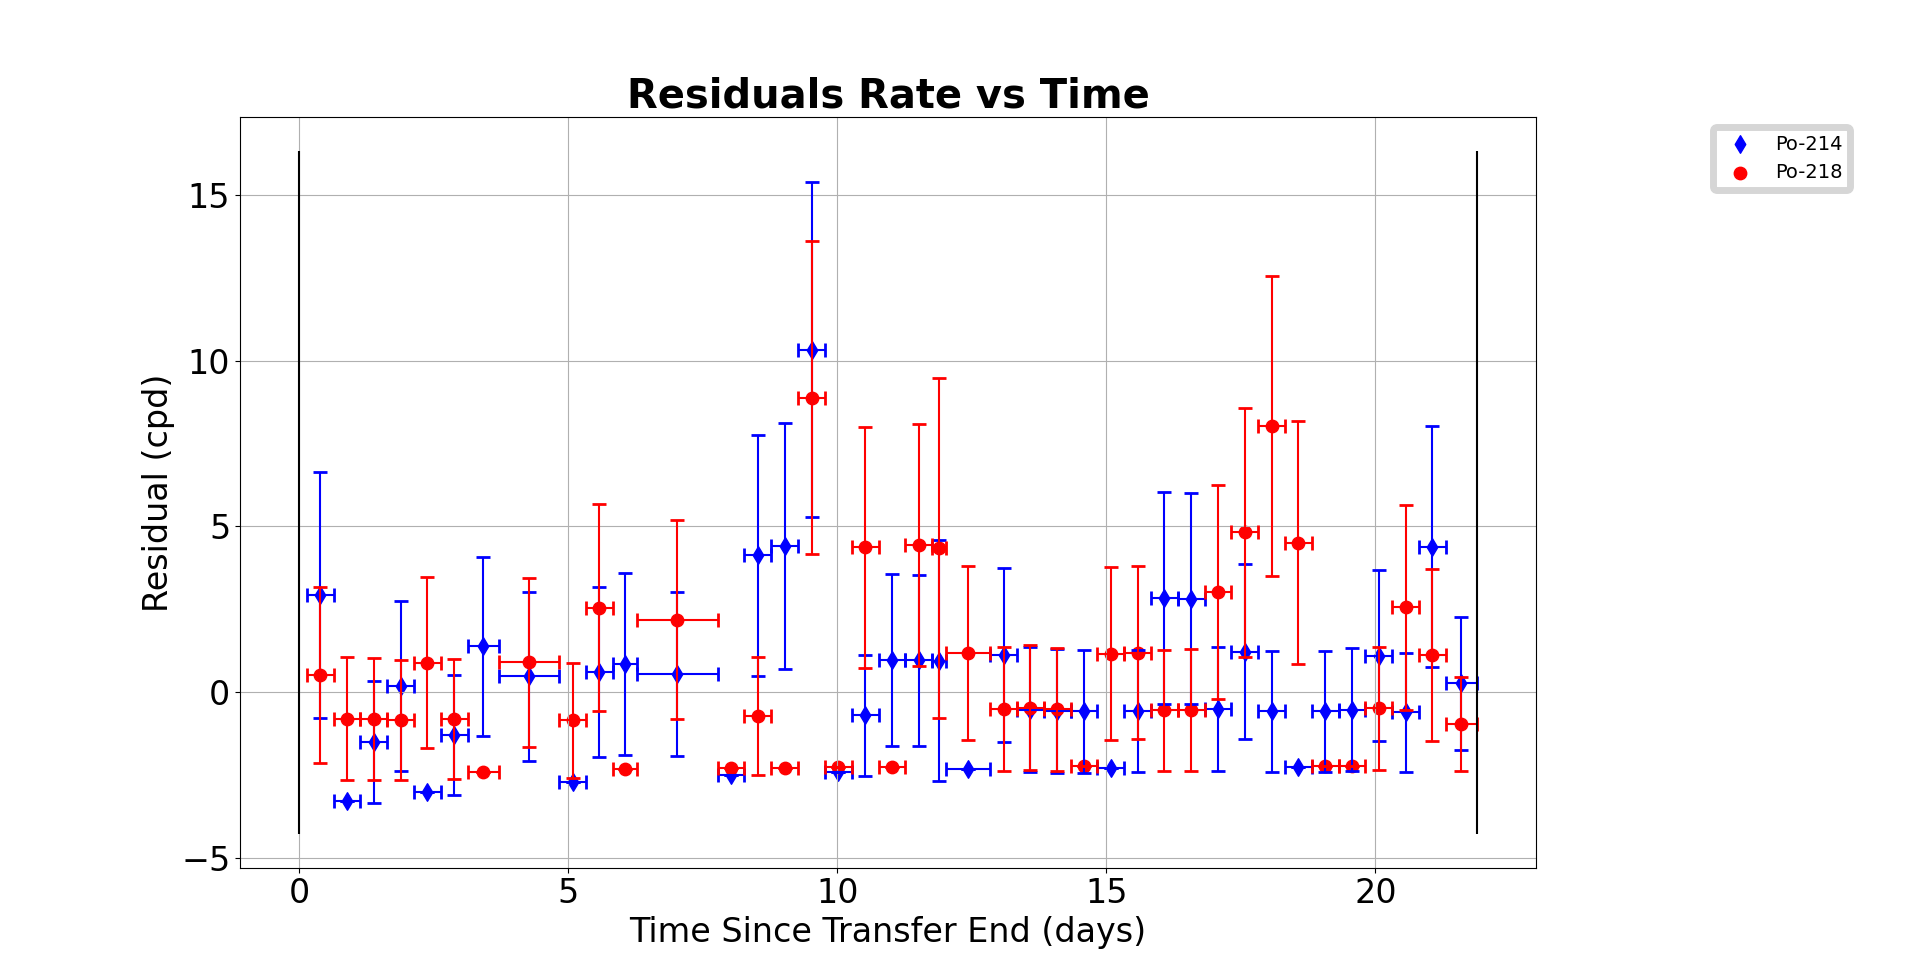 Residuals Rate vs Time
Po-214
Po-218
15
10
5
0
−5
Residual (cpd)
0 5 10 15 20
Time Since Transfer End (days)